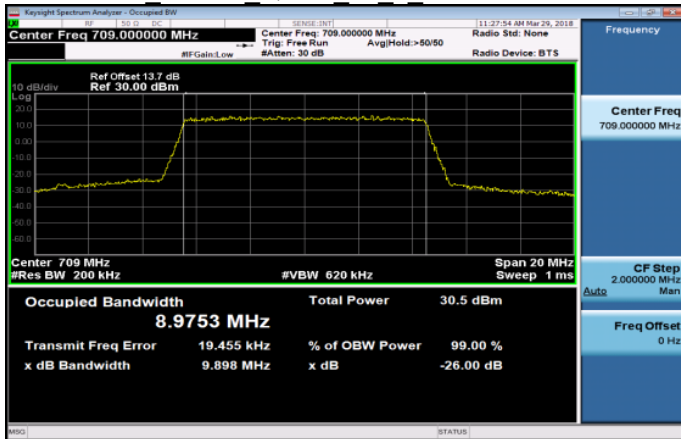 Keysight Spectrum Analyzer - Occupied BW
RF 50 Ω DC SENSE:INT 11:27:54 AM Mar 29, 2018
Center Freq 709.000000 MHz Center Freq: 709.000000 MHz Radio Std: None
Trig: Free Run Avg|Hold:>50/50
#IFGain:Low #Atten: 30 dB Radio Device: BTS
Frequency
Ref Offset 13.7 dB
10 dB/div Ref 30.00 dBm
Log
20.0
10.0
0.00
-10.0
-20.0
-30.0
-40.0
-50.0
-60.0
Center 709 MHz Span 20 MHz
#Res BW 200 kHz #VBW 620 kHz Sweep 1 ms
Center Freq
709.000000 MHz
CF Step
2.000000 MHz
Auto Man
Freq Offset
0 Hz
Occupied Bandwidth Total Power 30.5 dBm
8.9753 MHz
Transmit Freq Error 19.455 kHz % of OBW Power 99.00 %
x dB Bandwidth 9.898 MHz x dB -26.00 dB
MSG STATUS